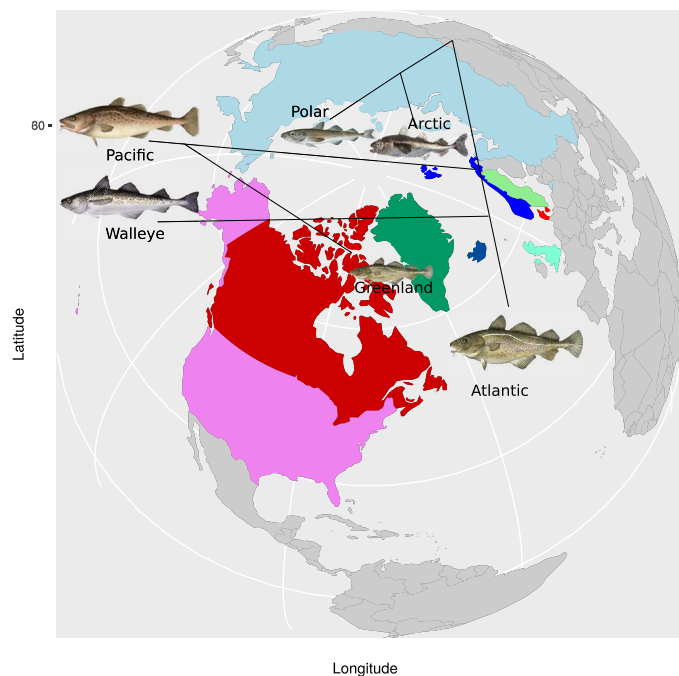 Polar
Arctic
80
Pacific
Walleye
Greenland
Latitude
Atlantic
Longitude